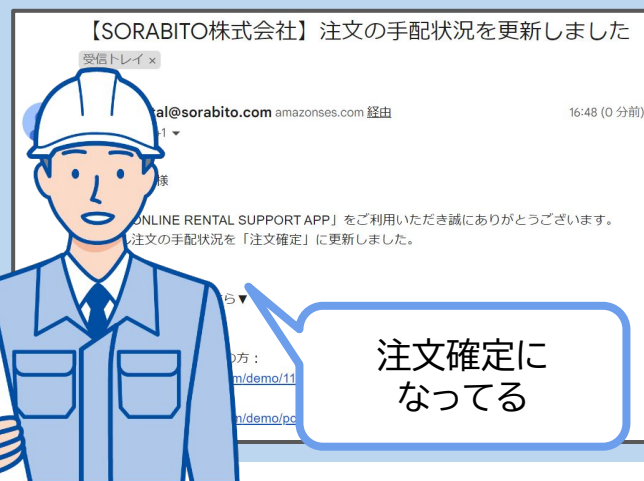 【SORABITO株式会社】注文の手配状況を更新しました
受信トレイ ×
al@sorabito.com amazonses.com 経由
16:48 (0 分前)
様
ONLINE RENTAL SUPPORT APP」をご利用いただき誠にありがとうございます。
注文の手配状況を「注文確定」に更新しました。
ら▼
の方：
m/demo/11
m/demo/pc
注文確定に
なってる